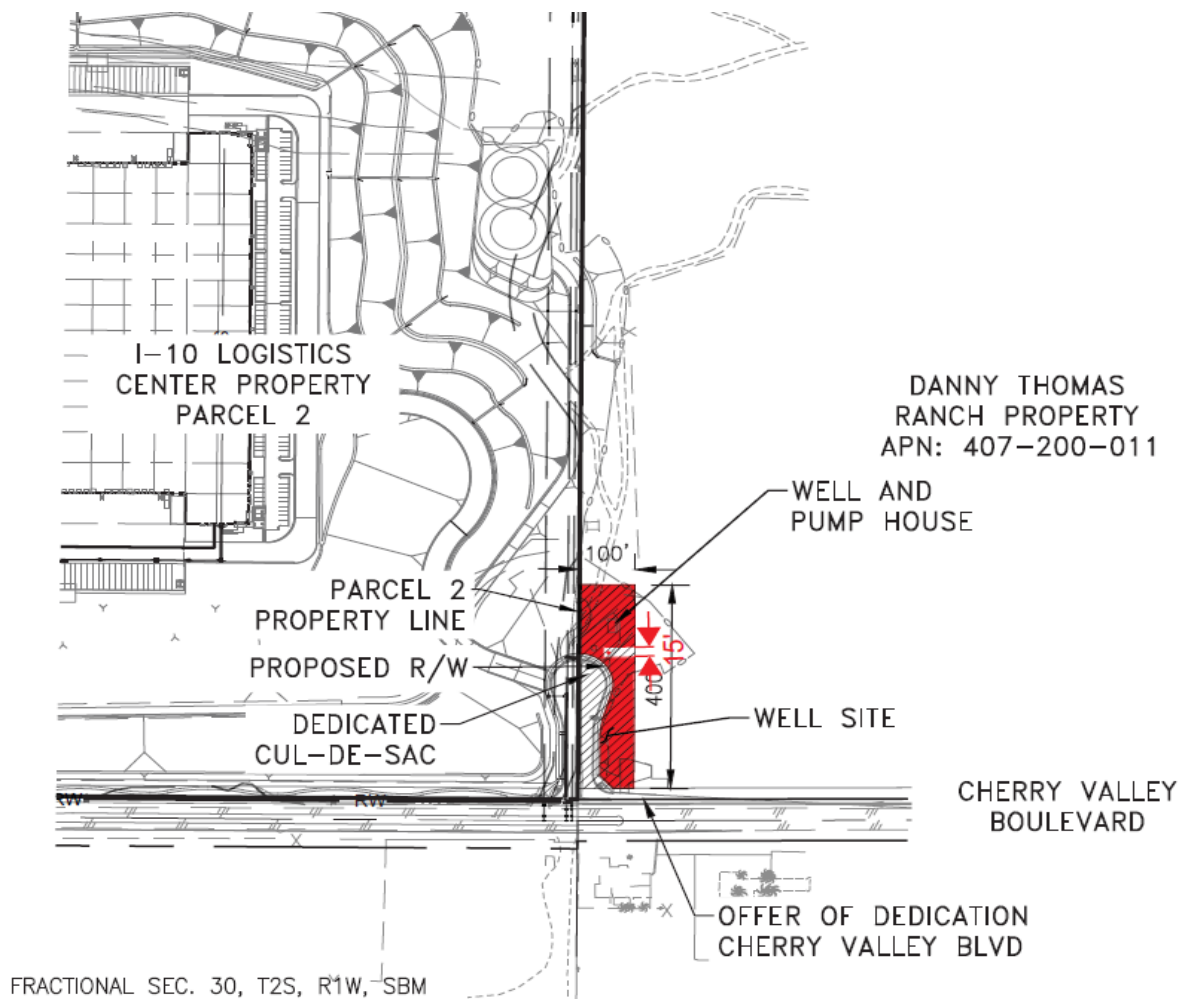 I-10 LOGISTICS
CENTER PROPERTY
PARCEL 2
DANNY THOMAS
RANCH PROPERTY
APN: 407-200-011
WELL AND
PUMP HOUSE
100'
PARCEL 2
PROPERTY LINE
15'
400'
PROPOSED R/W
DEDICATED
CUL-DE-SAC
WELL SITE
RW
RW
CHERRY VALLEY
BOULEVARD
OFFER OF DEDICATION
CHERRY VALLEY BLVD
FRACTIONAL SEC. 30, T2S, R1W, SBM